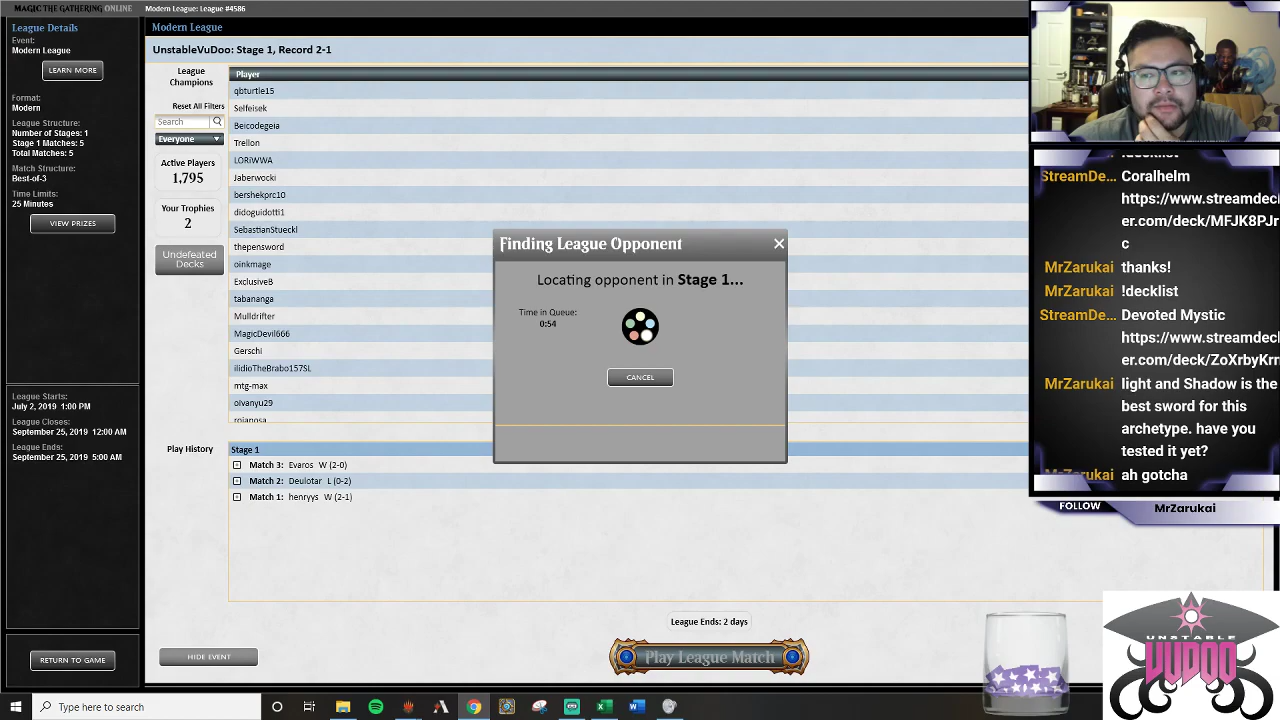 MAGIC THE GATHERING ONLINE
Modern League: League #4586
League Details
Event:
Modern League
LEARN MORE
Format:
Modern
League Structure:
Number of Stages: 1
Stage 1 Matches: 5
Total Matches: 5
Match Structure:
Best-of-3
Time Limits:
25 Minutes
VIEW PRIZES
League Starts:
July 2, 2019 1:00 PM
League Closes:
September 25, 2019 12:00 AM
League Ends:
September 25, 2019 5:00 AM
RETURN TO GAME
Modern League
UnstableVuDoo: Stage 1, Record 2-1
League
Champions
Reset All Filters
Search
Everyone
Active Players
1,795
Your Trophies
2
Undefeated
Decks
Player
qbturtle15
Selfeisek
Beicodegeia
Trellon
LORiWWA
Jaberwocki
bershekprc10
didoguidotti1
SebastianStueckl
thepensword
oinkmage
ExclusiveB
tabananga
Mulldrifter
MagicDevil666
Gerschi
ilidioTheBrabo157SL
mtg-max
olvanyu29
rojanosa
Finding League Opponent
Locating opponent in Stage 1...
Time in Queue:
0:54
CANCEL
Play History
Stage 1
Match 3: Evaros W (2-0)
Match 2: Deulotar L (0-2)
Match 1: henryys W (2-1)
League Ends: 2 days
HIDE EVENT
Play League Match
!decklist
StreamDe... Coralhelm
https://www.streamdeck
er.com/deck/MFJK8PJr
c
MrZarukai thanks!
MrZarukai !decklist
StreamDe... Devoted Mystic
https://www.streamdeck
er.com/deck/ZoXrbyKrn
MrZarukai light and Shadow is the
best sword for this
archetype. have you
tested it yet?
MrZarukai ah gotcha
FOLLOW MrZarukai
UNSTABLE
VUDOO
Type here to search